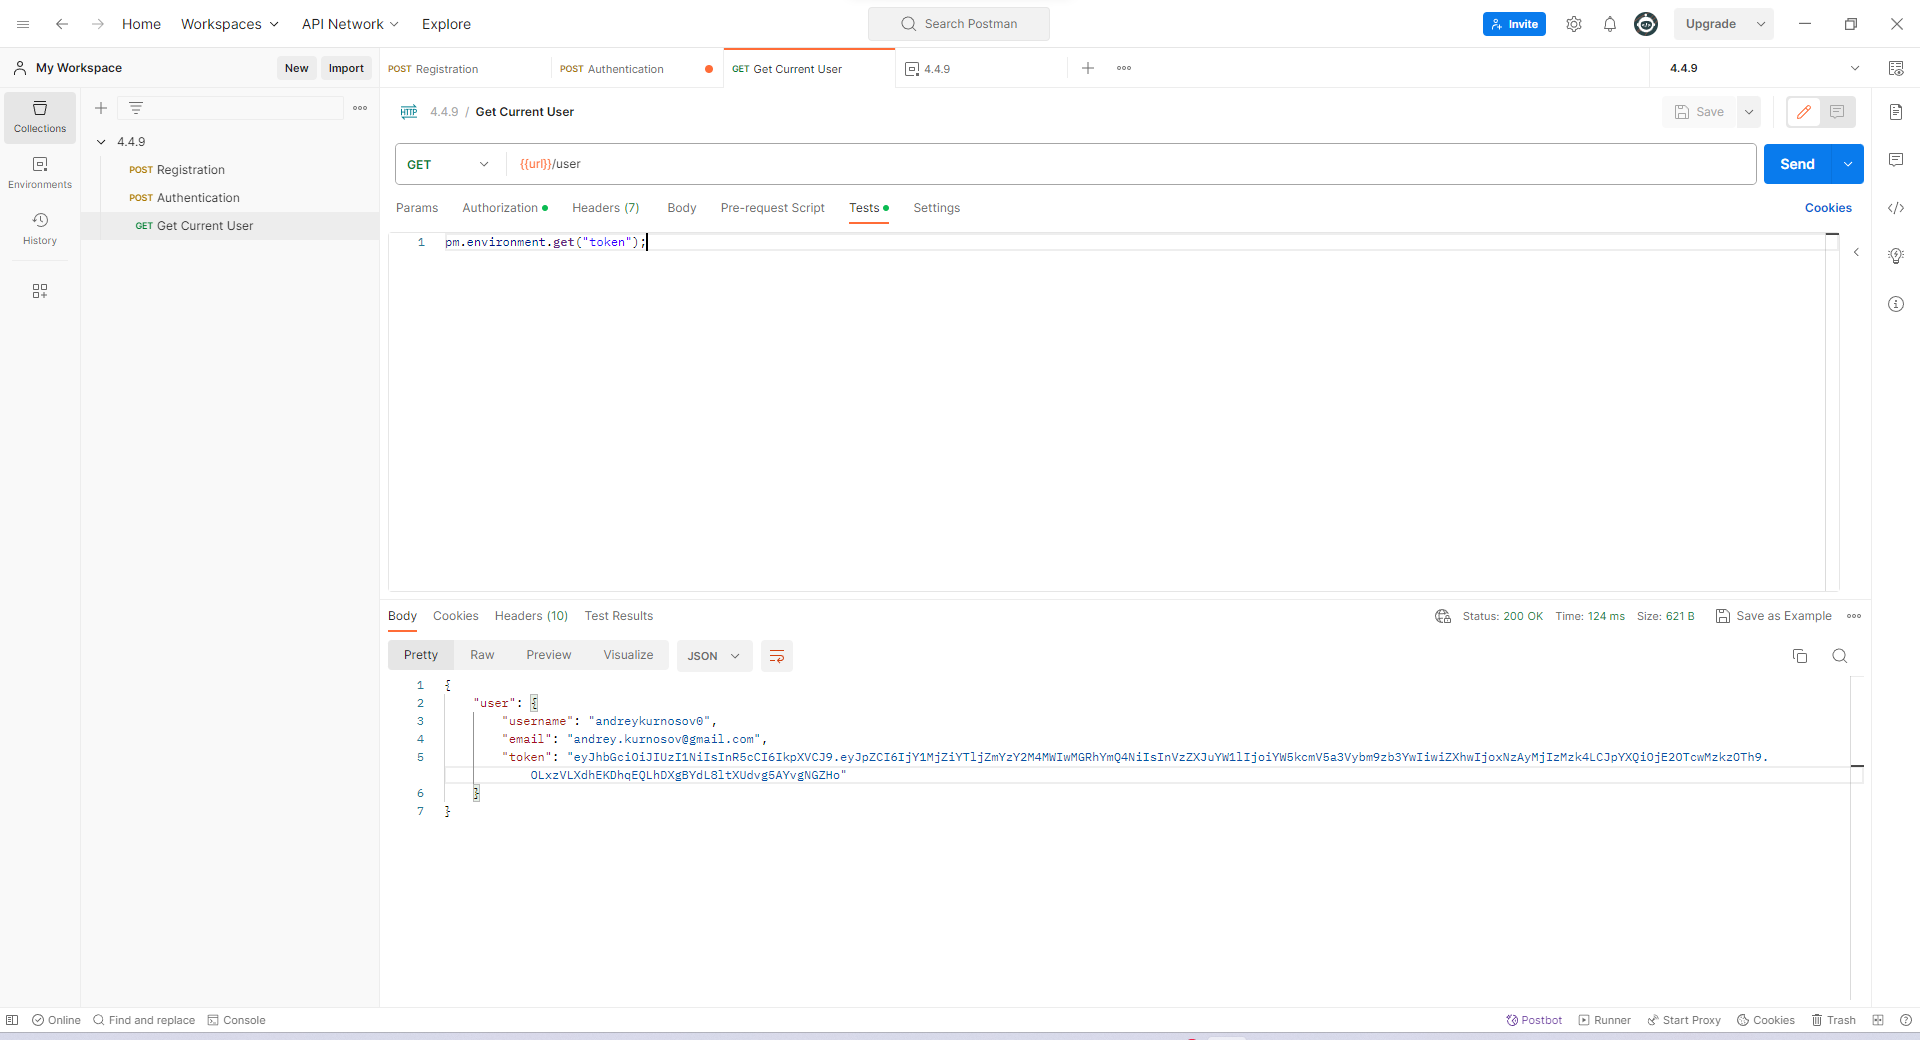 Home Workspaces API Network Explore Search Postman Invite Upgrade
My Workspace New Import POST Registration POST Authentication GET Get Current User 4.4.9 4.4.9
Collections
Environments
History
4.4.9
POST Registration
POST Authentication
GET Get Current User
HTTP 4.4.9 / Get Current User Save
GET {{url}}/user Send
Params Authorization Headers (7) Body Pre-request Script Tests Settings Cookies
1 pm.environment.get("token");
Body Cookies Headers (10) Test Results Status: 200 OK Time: 124 ms Size: 621 B Save as Example
Pretty Raw Preview Visualize JSON
1 {
2 "user": {
3 "username": "andreykurnosov0",
4 "email": "andrey.kurnosov@gmail.com",
5 "token": "eyJhbGciOiJIUzI1NiIsInR5cCI6IkpXVCJ9.eyJpZCI6IjY1MjZiYTljZmYzY2M4MWIwMGRhYmQ4NiIsInVzZXJuYW1lIjoiYW5kcmV5a3Vybm9zb3YwIiwiZXhwIjoxNzAyMjIzMzk4LCJpYXQiOjE2OTcwMzkzOTh9.
OLxzVLXdhEKDhqEQLhDXgBYdL8ltXUdvg5AYvgNGZHo"
6 }
7 }
Online Find and replace Console Postbot Runner Start Proxy Cookies Trash